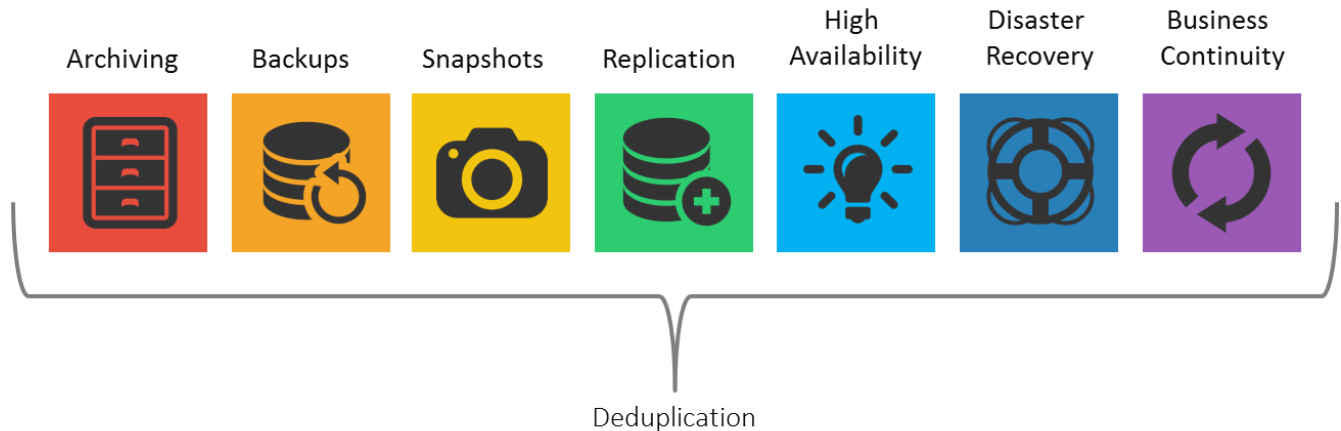 Archiving
Backups
Snapshots
Replication
High
Availability
Disaster
Recovery
Business
Continuity
Deduplication